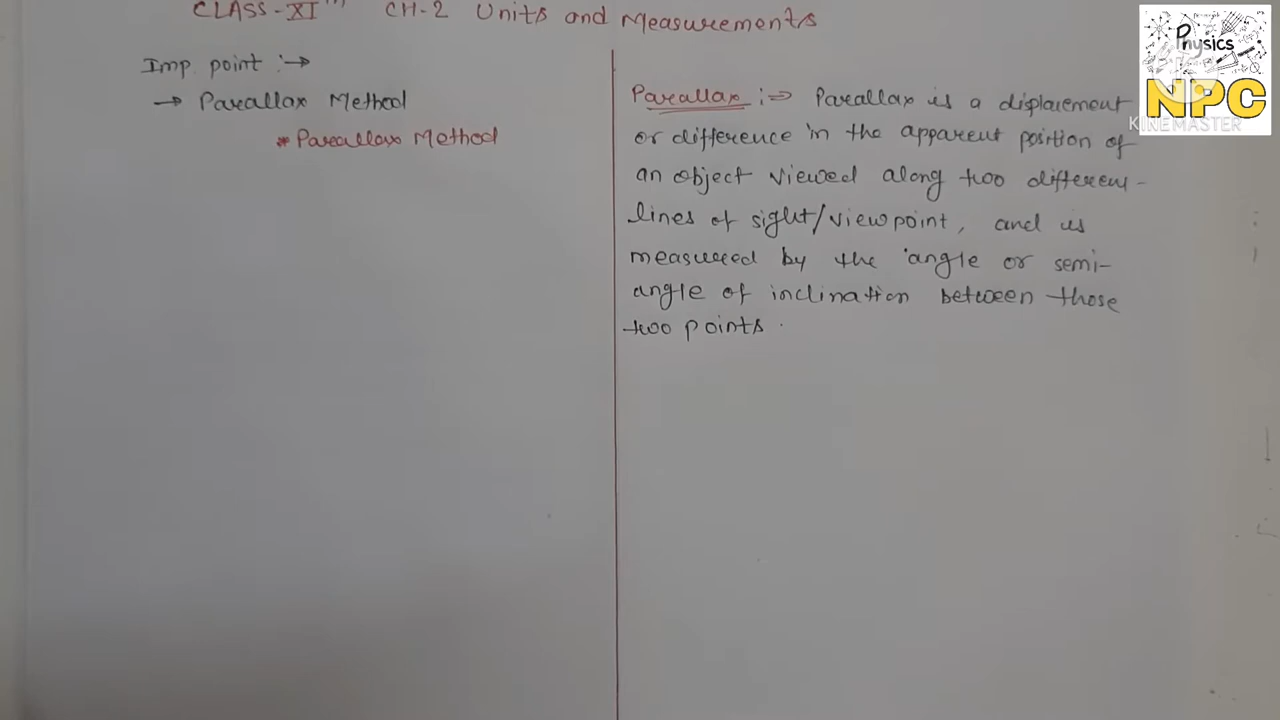 CLASS-XIth CH-2 Units and Measurements
Imp point :→
→ Parallax Method
* Parallax Method
Parallax :⇒ Parallax is a displacement
or difference in the apparent position of
an object viewed along two different
lines of sight/viewpoint, and is
measured by the angle or semi-
angle of inclination between those
two points.
Physics
NPC
KINEMASTER